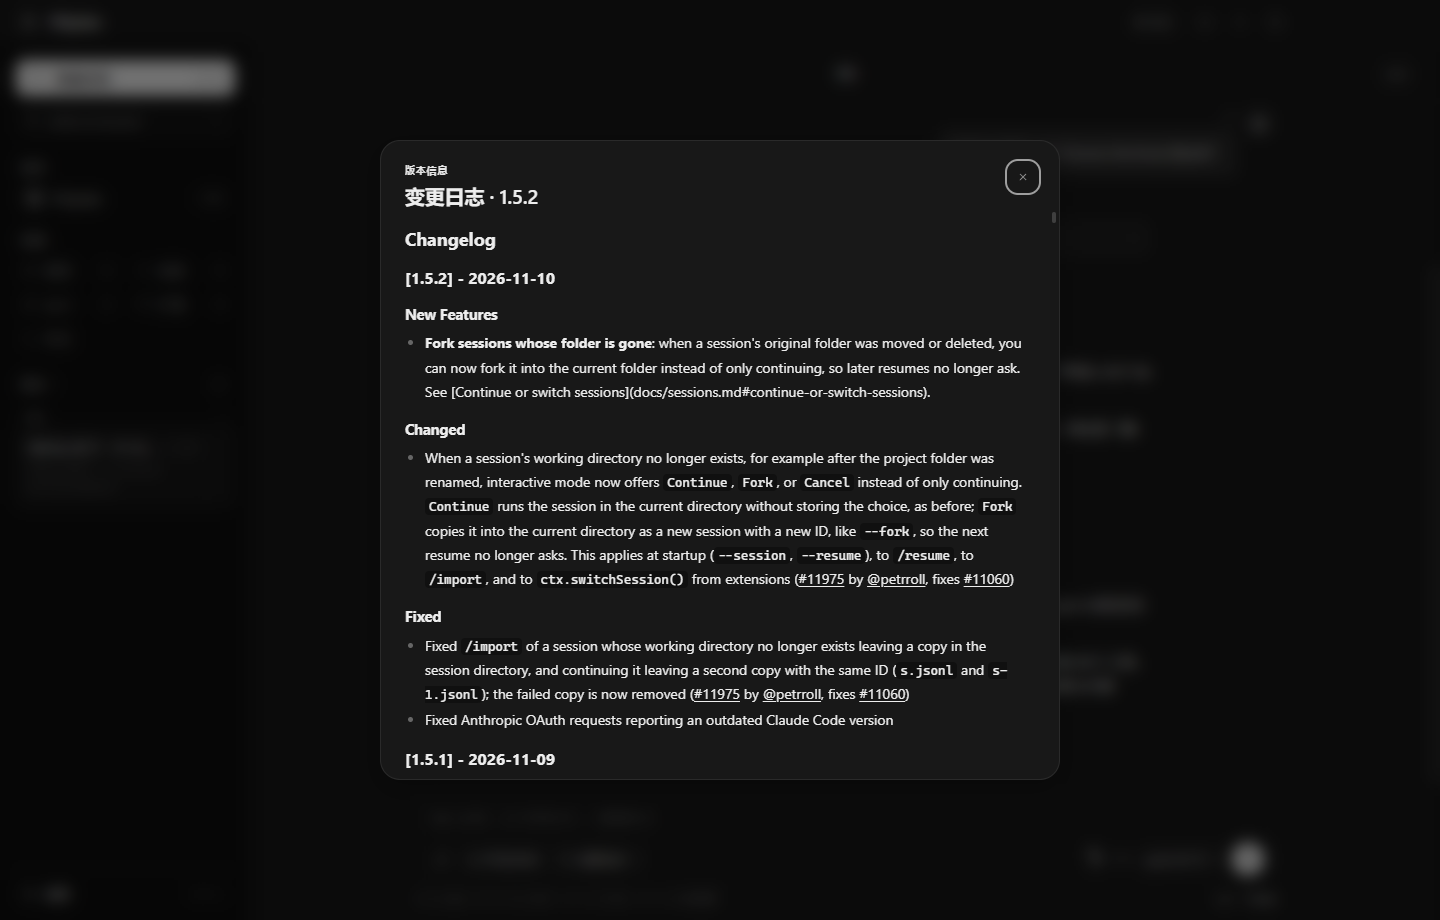 版本信息
变更日志 · 1.5.2
×
Changelog
[1.5.2] - 2026-11-10
New Features
• Fork sessions whose folder is gone: when a session's original folder was moved or deleted, you
can now fork it into the current folder instead of only continuing, so later resumes no longer ask.
See [Continue or switch sessions](docs/sessions.md#continue-or-switch-sessions).
Changed
• When a session's working directory no longer exists, for example after the project folder was
renamed, interactive mode now offers Continue, Fork, or Cancel instead of only continuing.
Continue runs the session in the current directory without storing the choice, as before; Fork
copies it into the current directory as a new session with a new ID, like --fork, so the next
resume no longer asks. This applies at startup (--session, --resume), to /resume, to
/import, and to ctx.switchSession() from extensions (#11975 by @petrroll, fixes #11060)
Fixed
• Fixed /import of a session whose working directory no longer exists leaving a copy in the
session directory, and continuing it leaving a second copy with the same ID (s.jsonl and s-
1.jsonl); the failed copy is now removed (#11975 by @petrroll, fixes #11060)
• Fixed Anthropic OAuth requests reporting an outdated Claude Code version
[1.5.1] - 2026-11-09